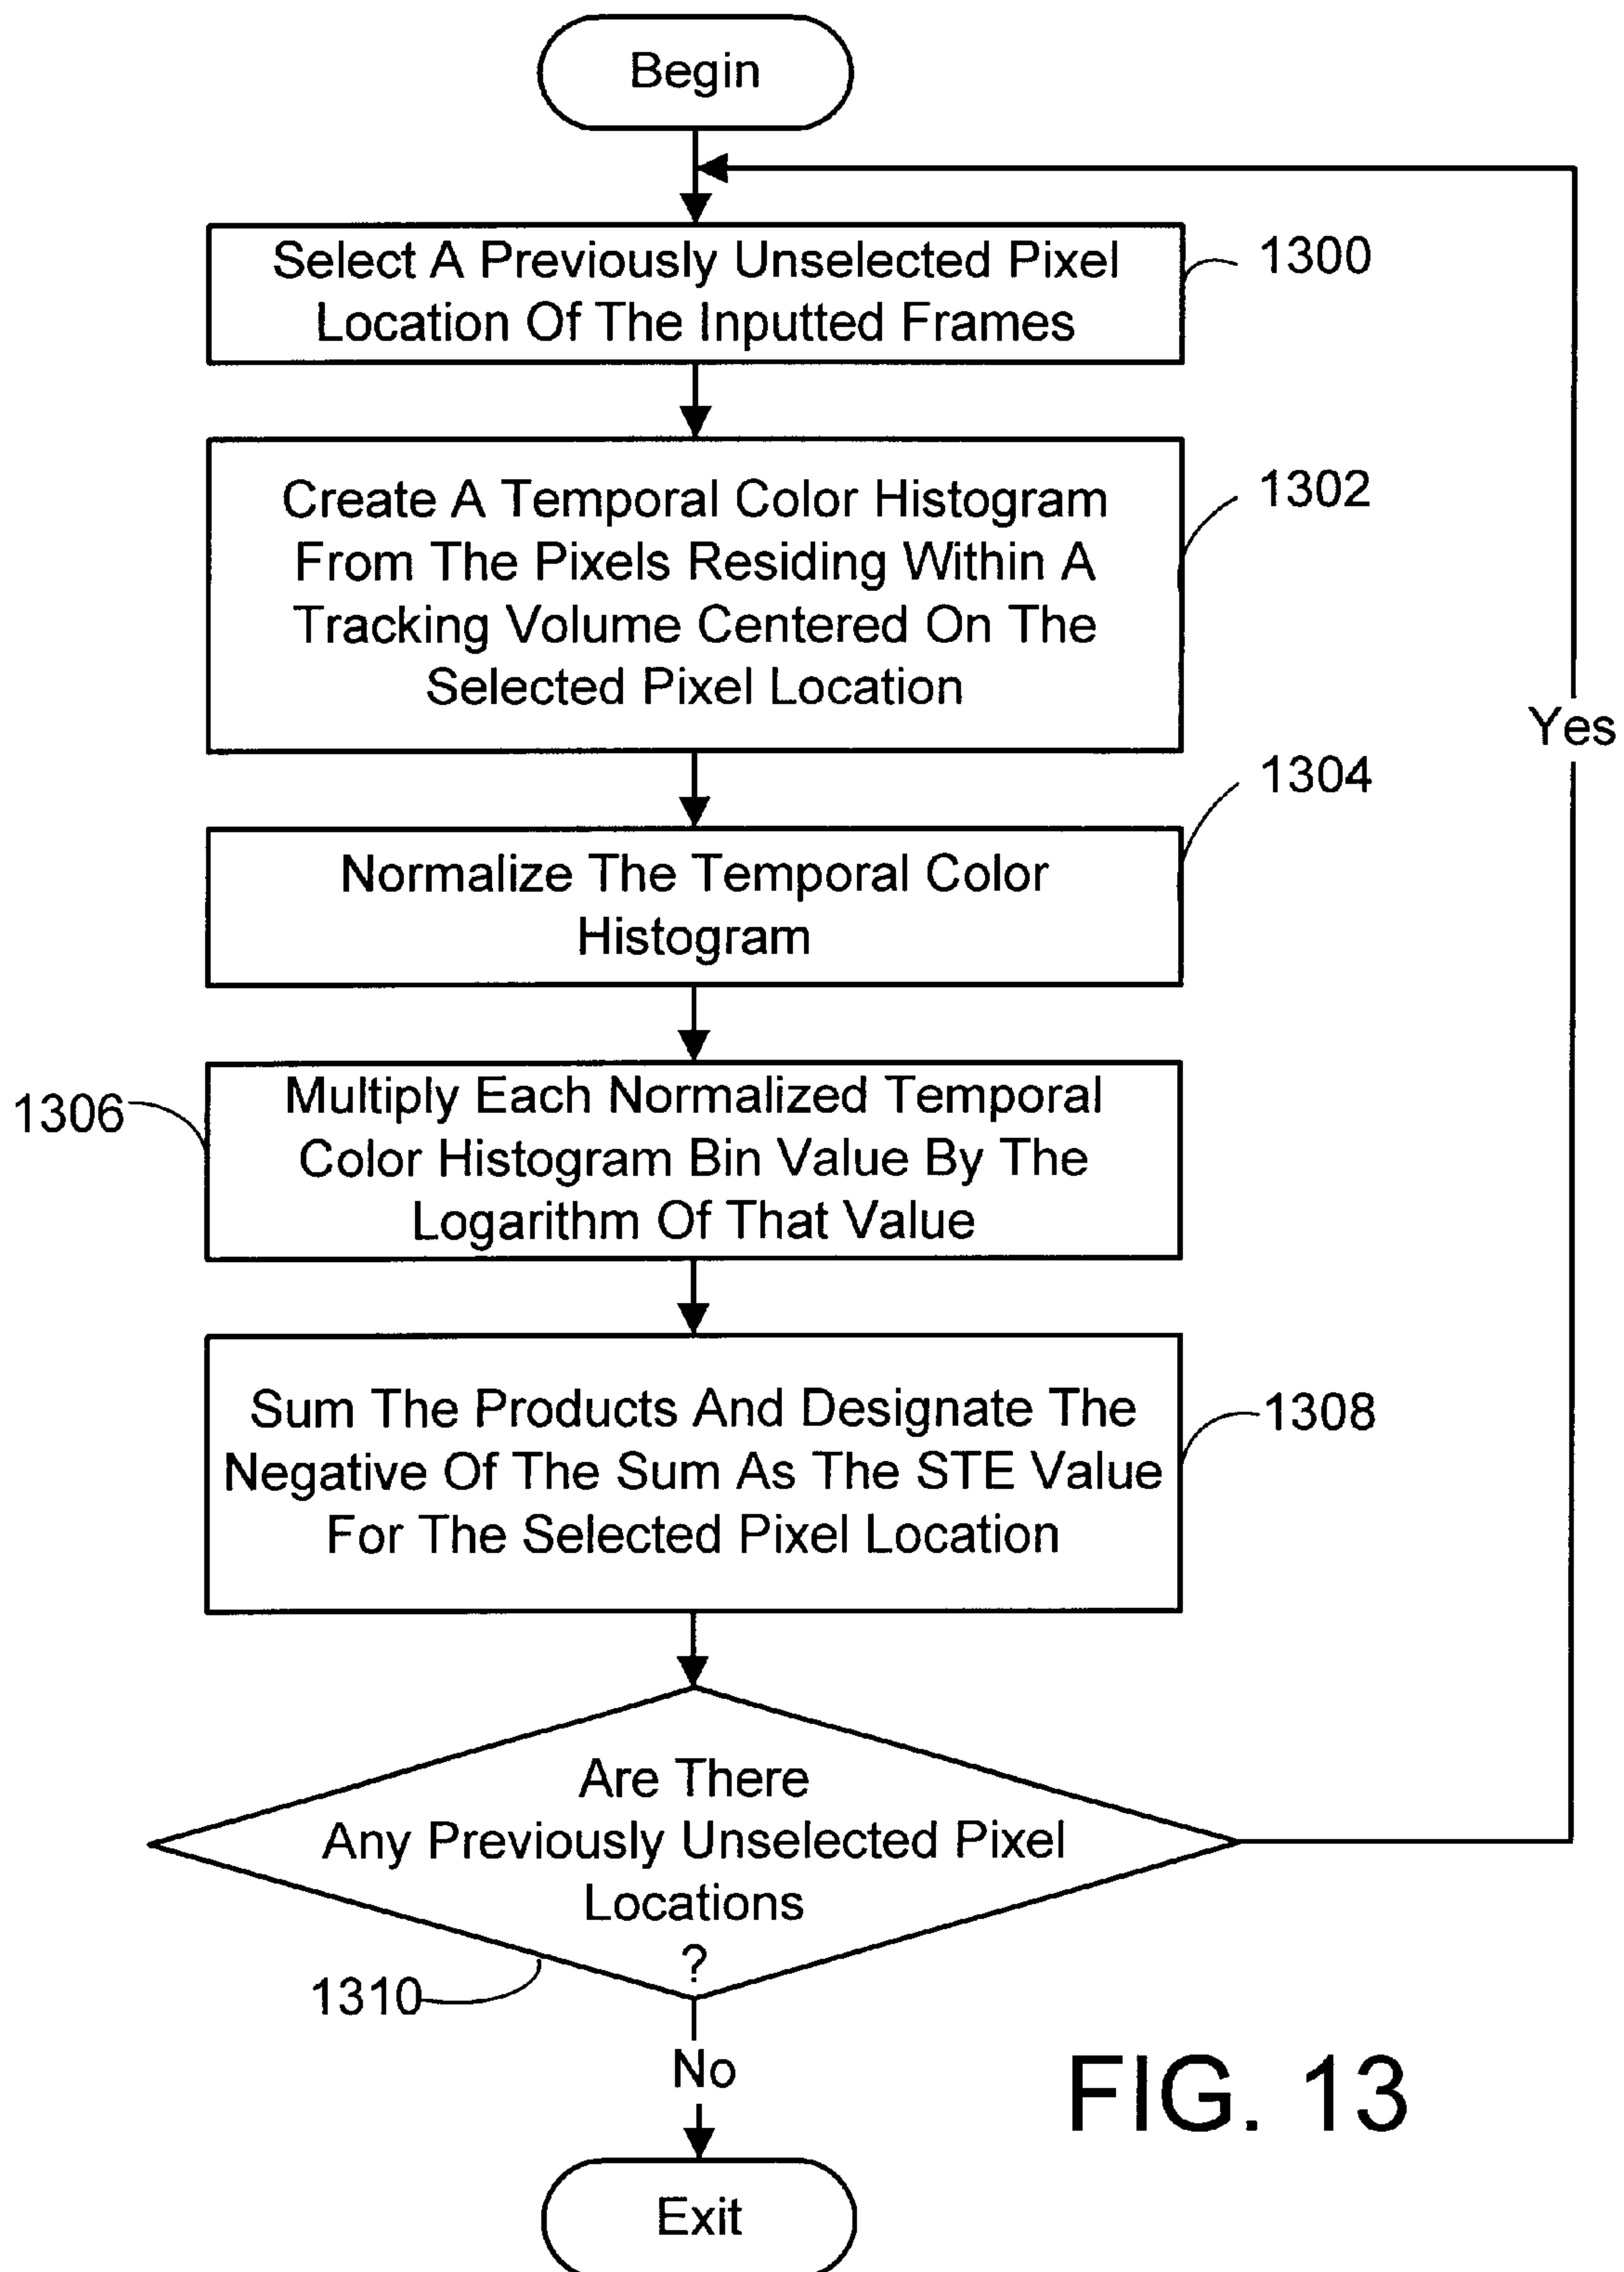 Begin
Select A Previously Unselected Pixel
Location Of The Inputted Frames
1300
Create A Temporal Color Histogram
From The Pixels Residing Within A
Tracking Volume Centered On The
Selected Pixel Location
1302
Yes
1304
Normalize The Temporal Color
Histogram
1306
Multiply Each Normalized Temporal
Color Histogram Bin Value By The
Logarithm Of That Value
Sum The Products And Designate The
Negative Of The Sum As The STE Value
For The Selected Pixel Location
1308
Are There
Any Previously Unselected Pixel
Locations
?
1310
No
Exit
FIG. 13